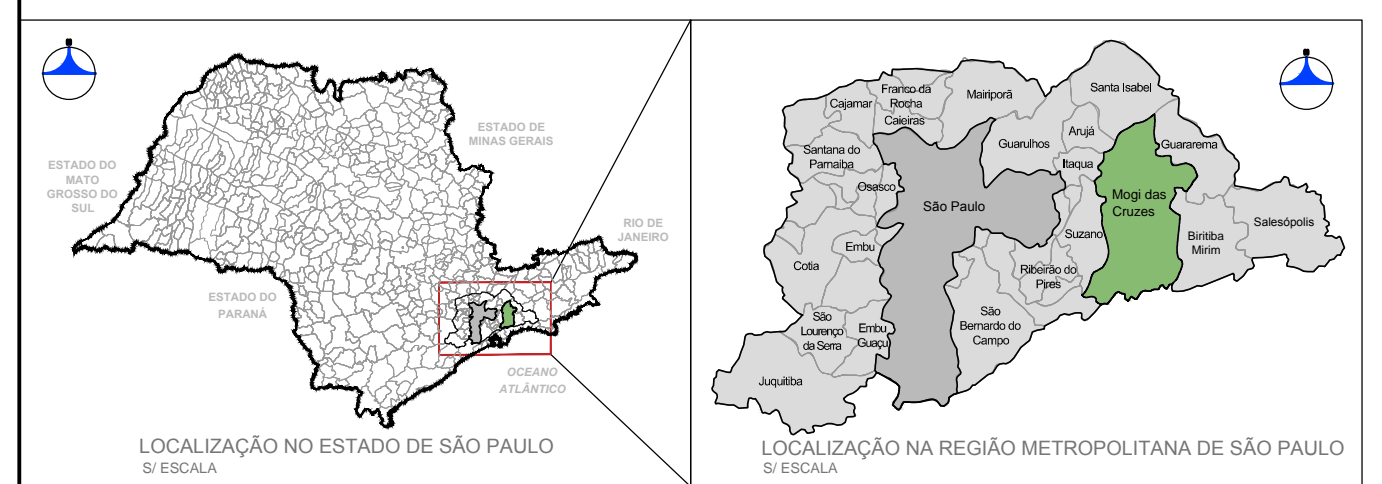 ESTADO DE
MINAS GERAIS
ESTADO DO
MATO
GROSSO DO
SUL
RIO DE
JANEIRO
ESTADO DO
PARANÁ
OCEANO
ATLÂNTICO
LOCALIZAÇÃO NO ESTADO DE SÃO PAULO
S/ ESCALA
Franco da
Rocha
Mairiporã
Santa Isabel
Cajamar
Caieiras
Arujá
Guarulhos
Guararema
Santana do
Parnaiba
Itaqua
Osasco
Mogi das
Cruzes
São Paulo
Salesópolis
Suzano
Biritiba
Mirim
Embu
Cotia
Ribeirão do
Pires
São
Lourenço
da Serra
Embu
Guaçu
São
Bernardo do
Campo
Juquitiba
LOCALIZAÇÃO NA REGIÃO METROPOLITANA DE SÃO PAULO
S/ ESCALA